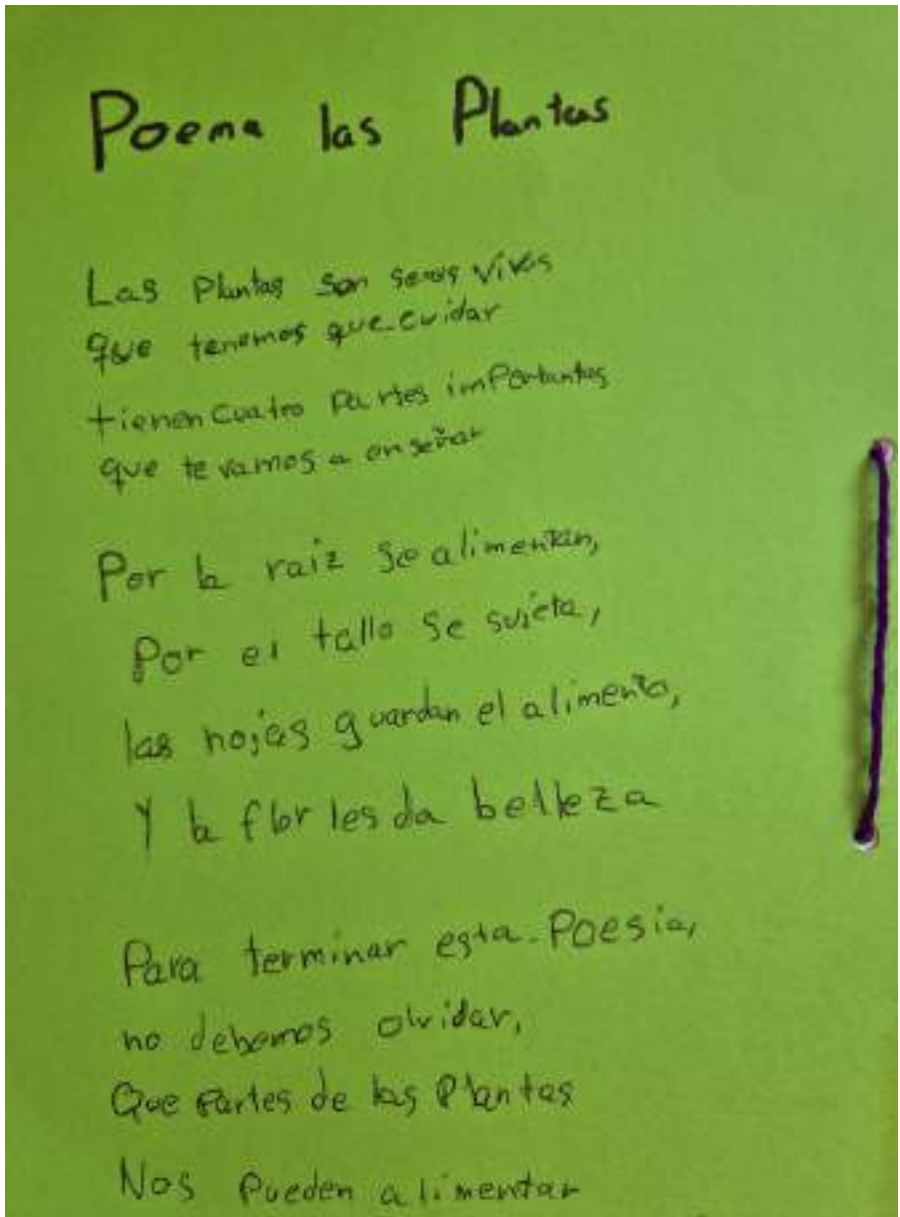 Poema las Plantas
Las Plantas son seres vivos
que tenemos que cuidar
tienen cuatro Partes imPortantes
que te vamos a enseñar
Por la raiz se alimentan,
Por el tallo se sujeta,
las hojas guardan el alimento,
Y la flor les da belleza
Para terminar esta Poesia,
no debemos olvidar,
Que Partes de las Plantas
Nos Pueden alimentar